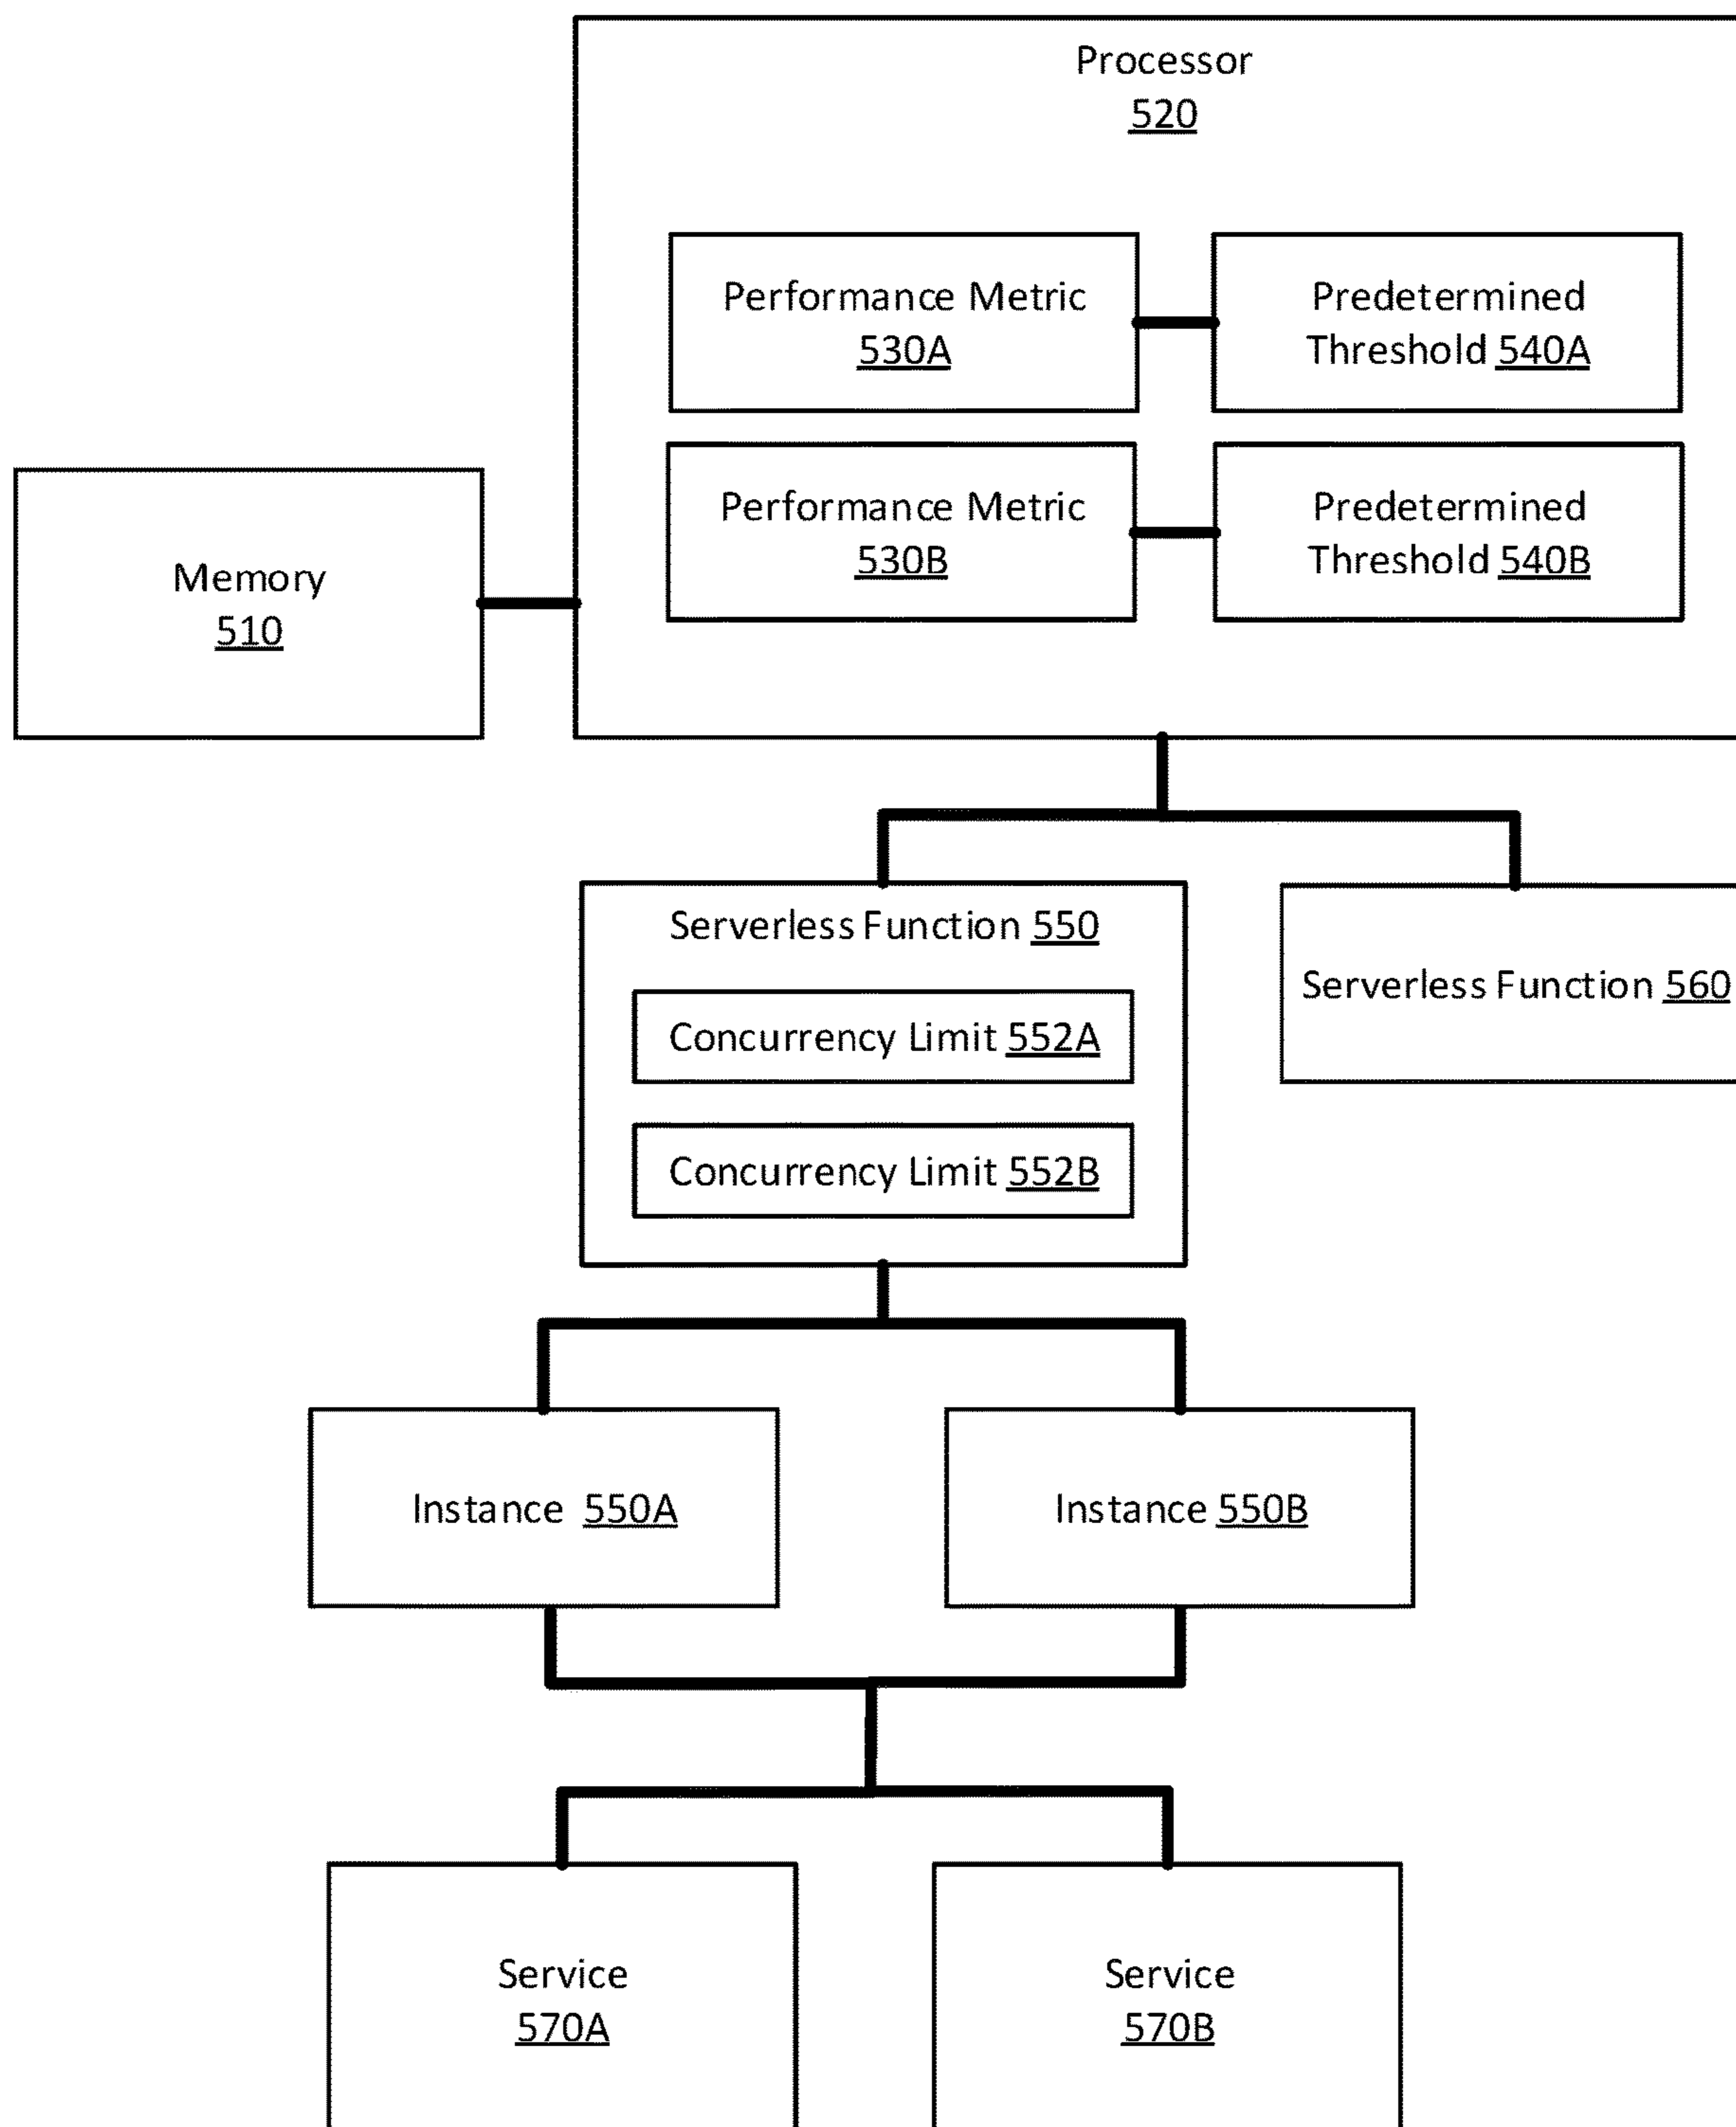 Processor
520
Performance Metric
530A
Predetermined
Threshold 540A
Performance Metric
530B
Predetermined
Threshold 540B
Memory
510
Serverless Function 550
Concurrency Limit 552A
Concurrency Limit 552B
Serverless Function 560
Instance 550A
Instance 550B
Service
570A
Service
570B